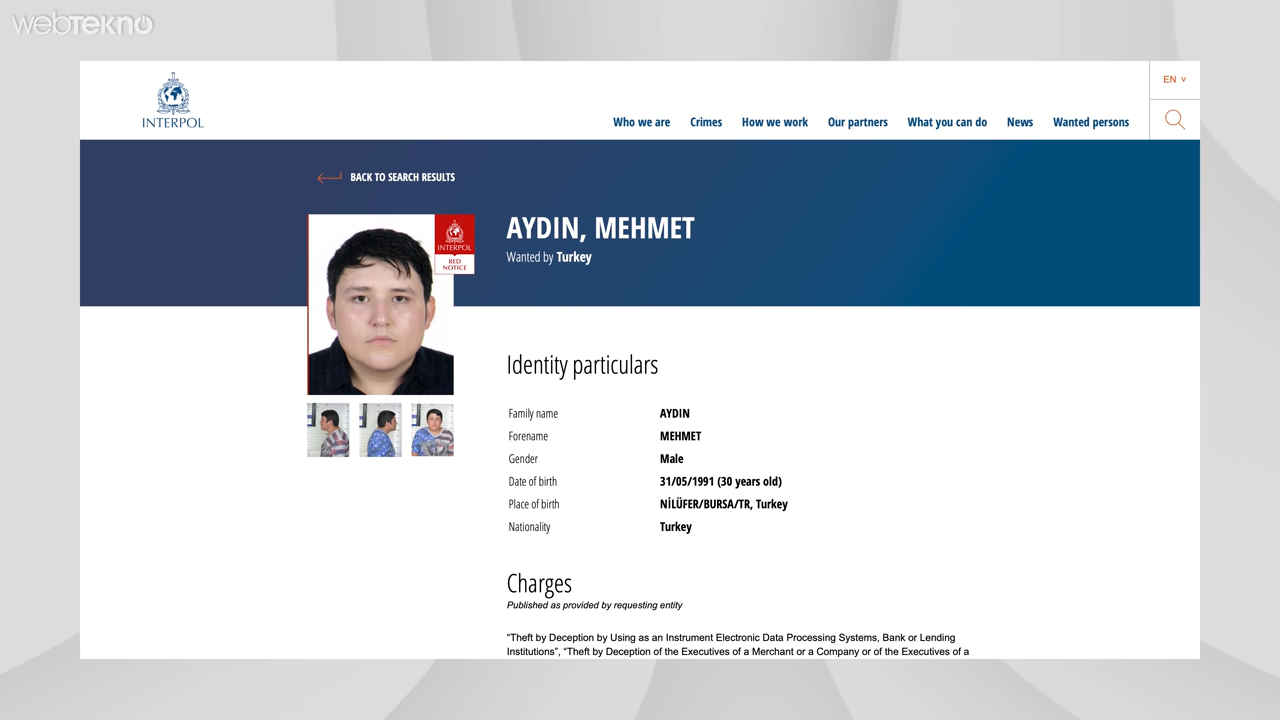 webTEKNO
INTERPOL
EN v
Who we are Crimes How we work Our partners What you can do News Wanted persons
BACK TO SEARCH RESULTS
INTERPOL
RED
NOTICE
AYDIN, MEHMET
Wanted by Turkey
Identity particulars
Family name AYDIN
Forename MEHMET
Gender Male
Date of birth 31/05/1991 (30 years old)
Place of birth NİLÜFER/BURSA/TR, Turkey
Nationality Turkey
Charges
Published as provided by requesting entity
“Theft by Deception by Using as an Instrument Electronic Data Processing Systems, Bank or Lending
Institutions”, “Theft by Deception of the Executives of a Merchant or a Company or of the Executives of a